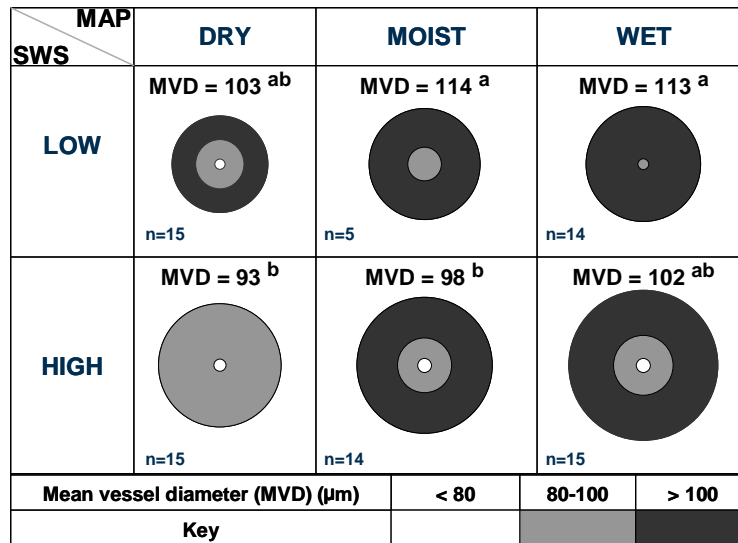 MAP
SWS
DRY
MOIST
WET
LOW
MVD = 103 ab
n=15
MVD = 114 a
n=5
MVD = 113 a
n=14
HIGH
MVD = 93 b
n=15
MVD = 98 b
n=14
MVD = 102 ab
n=15
Mean vessel diameter (MVD) (µm)
< 80
80-100
> 100
Key